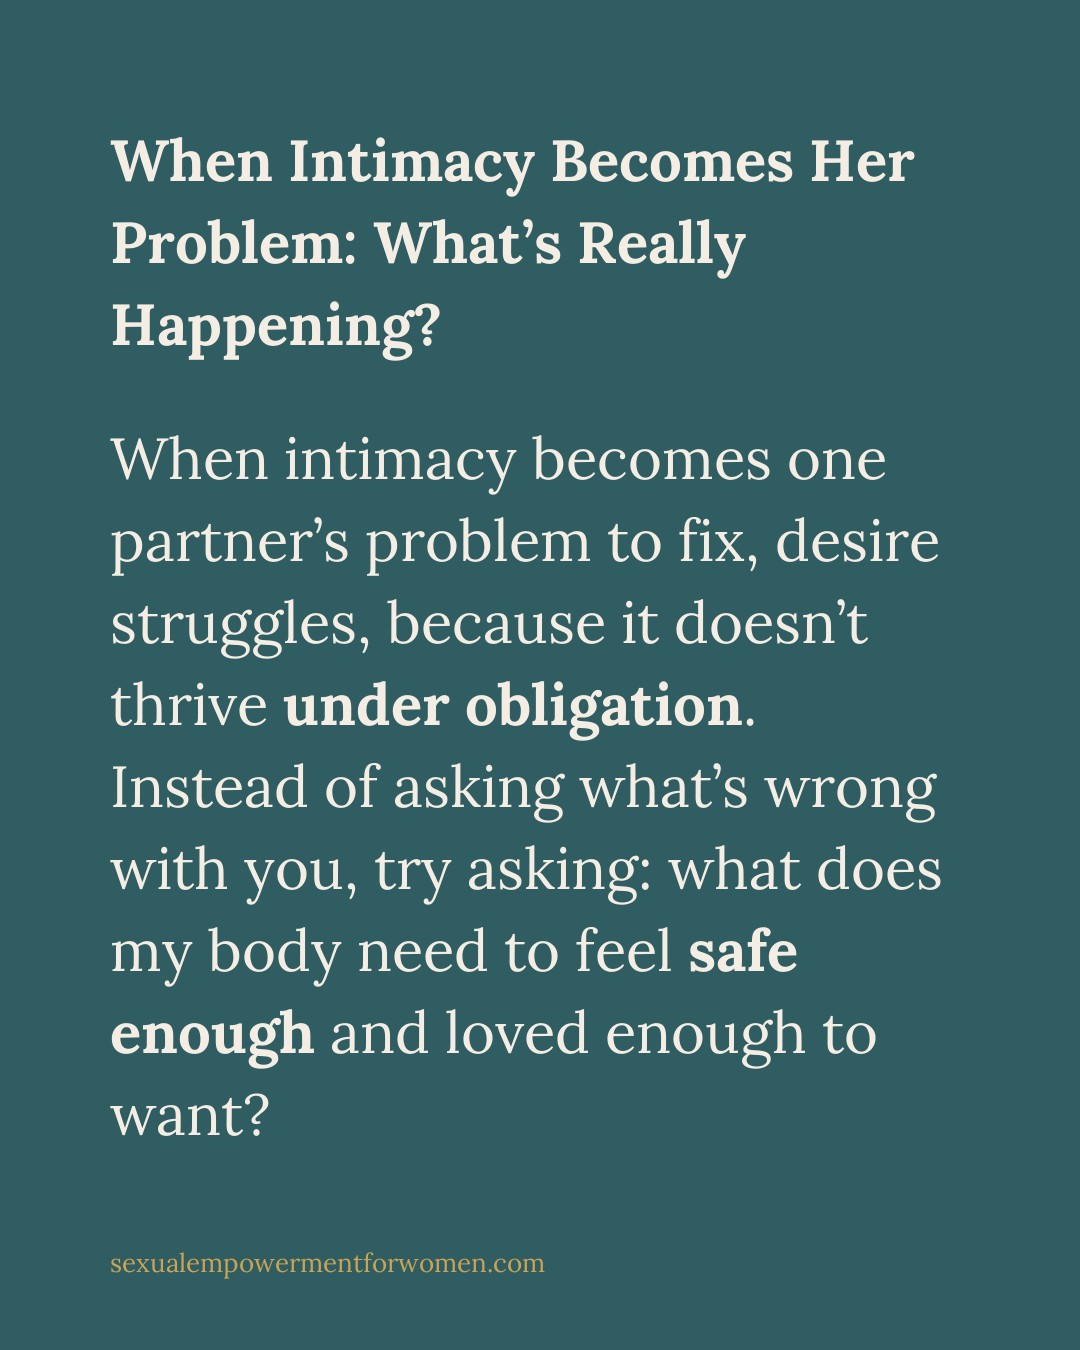 When Intimacy Becomes Her
Problem: What’s Really
Happening?
When intimacy becomes one
partner’s problem to fix, desire
struggles, because it doesn’t
thrive under obligation.
Instead of asking what’s wrong
with you, try asking: what does
my body need to feel safe
enough and loved enough to
want?
sexualempowermentforwomen.com